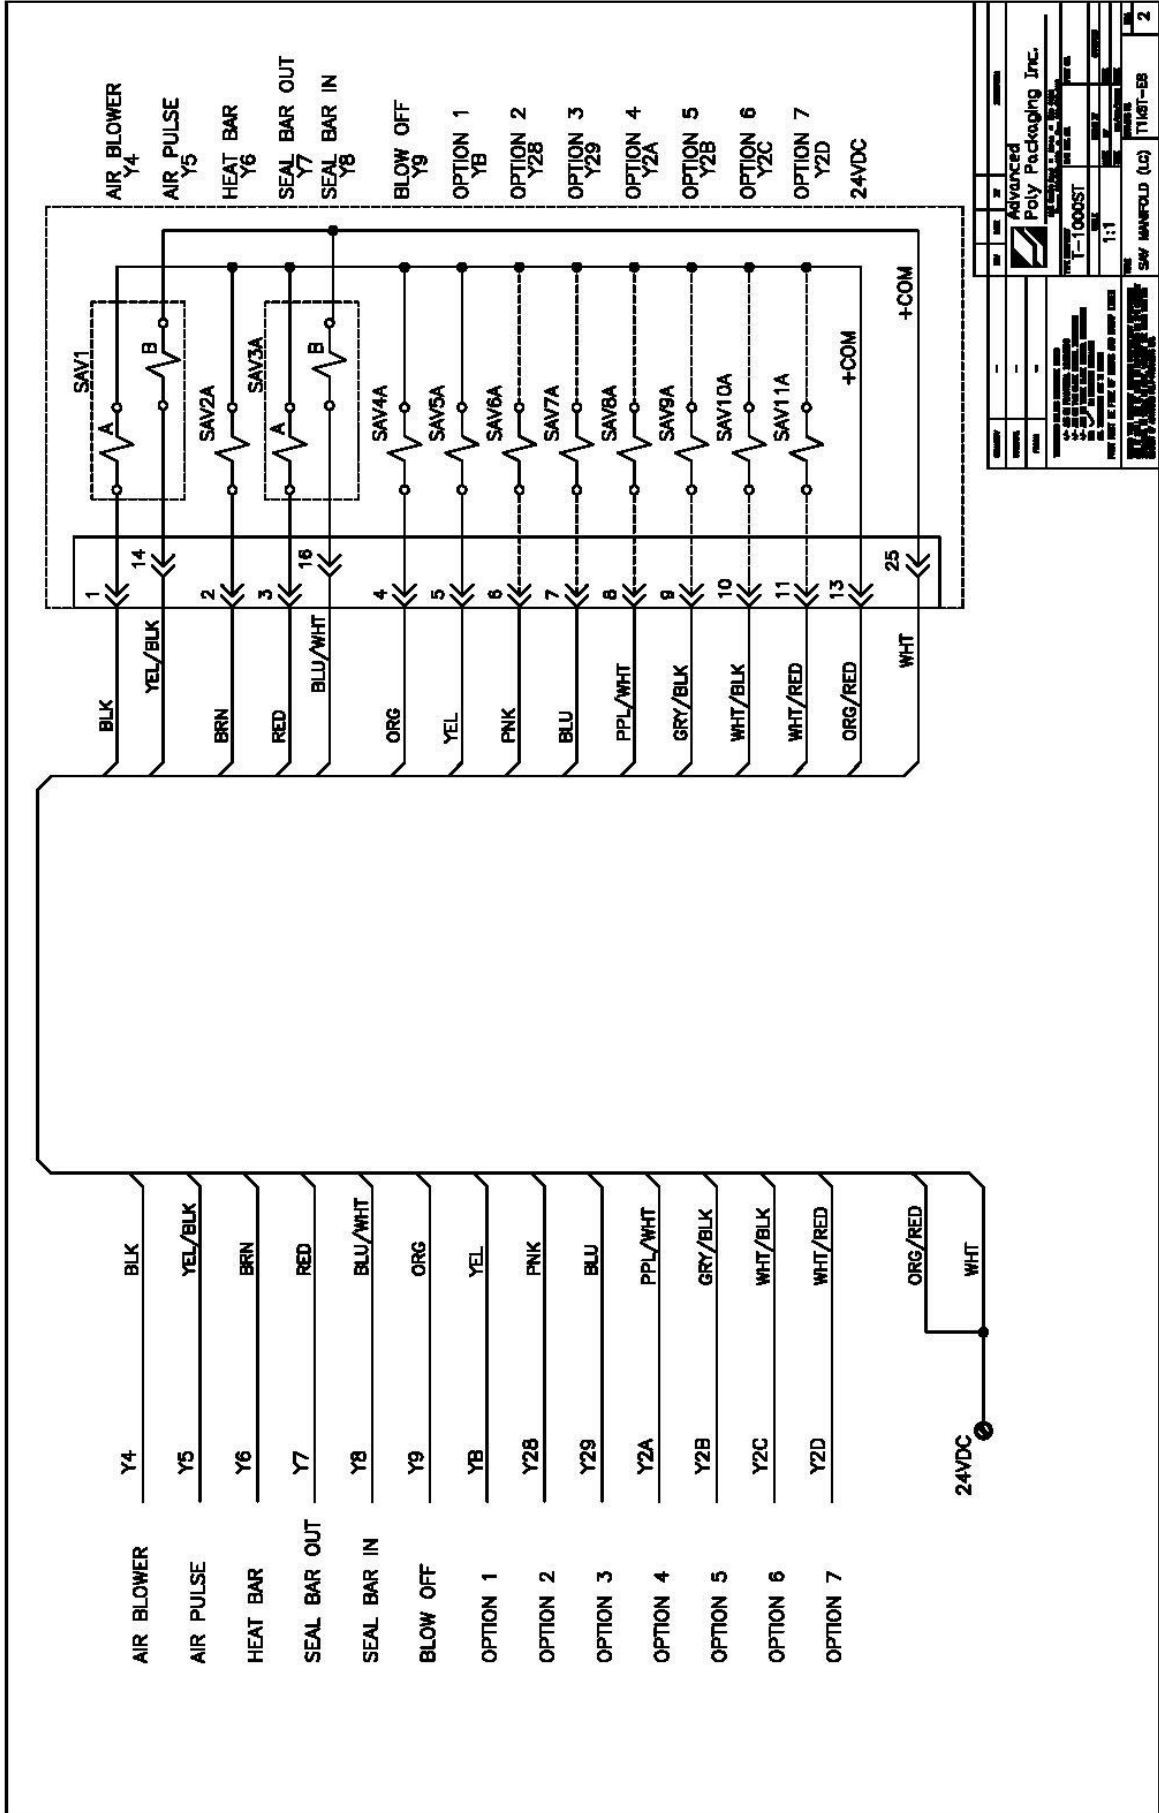 AIR BLOWER
Y4
BLK
AIR PULSE
Y5
YEL/BLK
HEAT BAR
Y6
BRN
SEAL BAR OUT
Y7
RED
SEAL BAR IN
Y8
BLU/WHT
BLOW OFF
Y9
ORG
OPTION 1
YB
YEL
OPTION 2
Y28
PNK
OPTION 3
Y29
BLU
OPTION 4
Y2A
PPL/WHT
OPTION 5
Y2B
GRY/BLK
OPTION 6
Y2C
WHT/BLK
OPTION 7
Y2D
WHT/RED
ORG/RED
24VDC
WHT
BLK
1
SAV1
A
AIR BLOWER
Y4
YEL/BLK
14
B
AIR PULSE
Y5
BRN
2
SAV2A
HEAT BAR
Y6
RED
3
SAV3A
A
SEAL BAR OUT
Y7
BLU/WHT
16
B
SEAL BAR IN
Y8
ORG
4
SAV4A
BLOW OFF
Y9
YEL
5
SAV5A
OPTION 1
YB
PNK
6
SAV6A
OPTION 2
Y28
BLU
7
SAV7A
OPTION 3
Y29
PPL/WHT
8
SAV8A
OPTION 4
Y2A
GRY/BLK
9
SAV9A
OPTION 5
Y2B
WHT/BLK
10
SAV10A
OPTION 6
Y2C
WHT/RED
11
SAV11A
OPTION 7
Y2D
ORG/RED
13
+COM
24VDC
WHT
25
+COM
Advanced
Poly Packaging Inc.
T-1000ST
1:1
SAV MANIFOLD (LC)
T1KST-EB
2